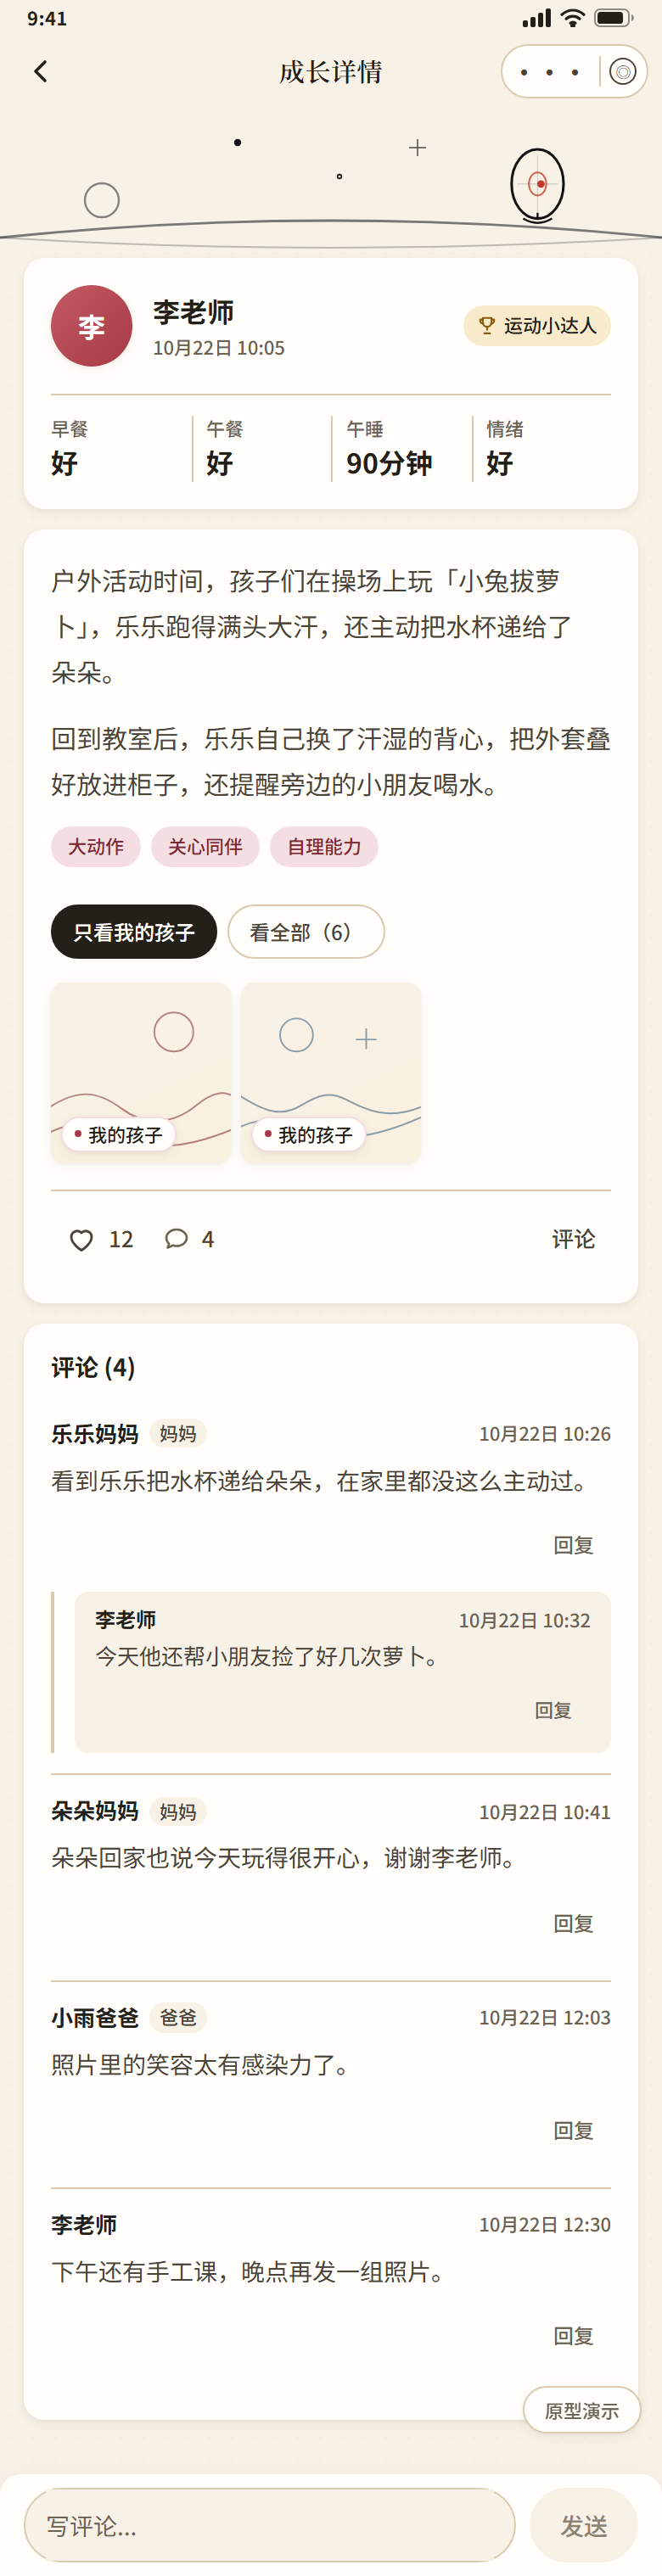 9:41
成长详情
李
李老师
10月22日 10:05
运动小达人
早餐
好
午餐
好
午睡
90分钟
情绪
好
户外活动时间，孩子们在操场上玩「小兔拔萝
卜」，乐乐跑得满头大汗，还主动把水杯递给了
朵朵。
回到教室后，乐乐自己换了汗湿的背心，把外套叠
好放进柜子，还提醒旁边的小朋友喝水。
大动作
关心同伴
自理能力
只看我的孩子
看全部（6）
我的孩子
我的孩子
12
4
评论
评论 (4)
乐乐妈妈 妈妈 10月22日 10:26
看到乐乐把水杯递给朵朵，在家里都没这么主动过。
回复
李老师 10月22日 10:32
今天他还帮小朋友捡了好几次萝卜。
回复
朵朵妈妈 妈妈 10月22日 10:41
朵朵回家也说今天玩得很开心，谢谢李老师。
回复
小雨爸爸 爸爸 10月22日 12:03
照片里的笑容太有感染力了。
回复
李老师 10月22日 12:30
下午还有手工课，晚点再发一组照片。
回复
原型演示
写评论...
发送